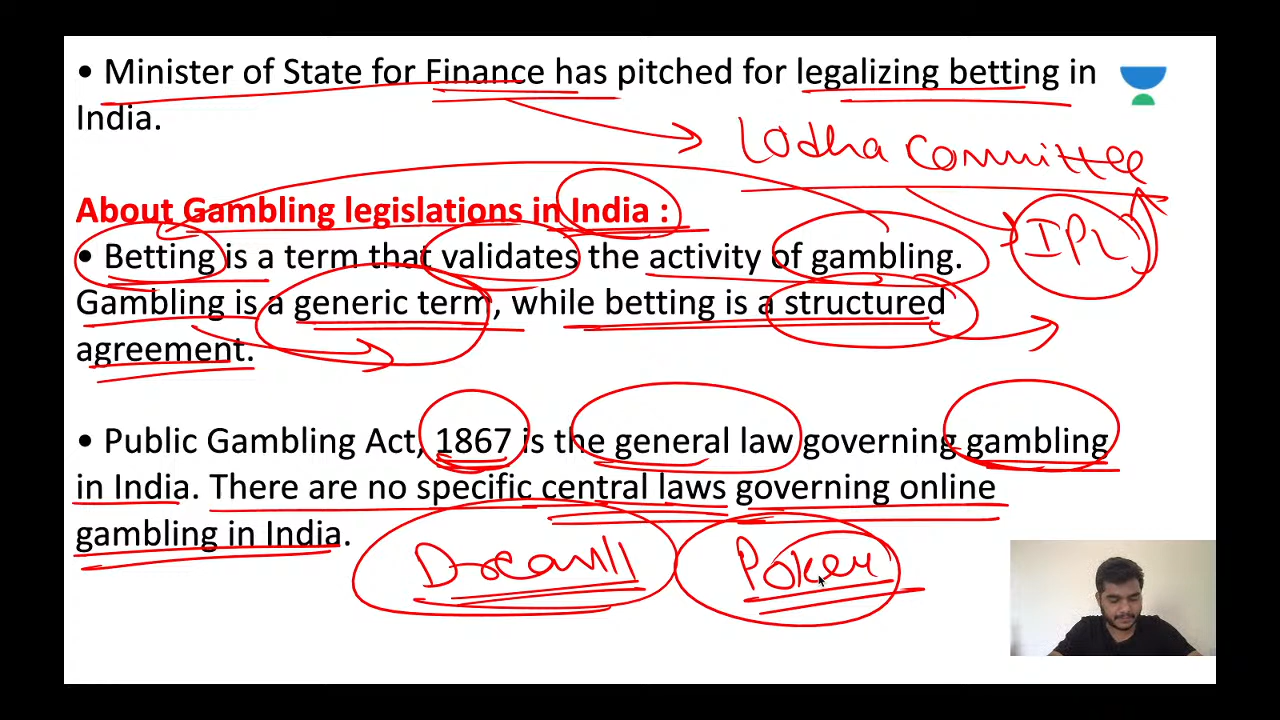 • Minister of State for Finance has pitched for legalizing betting in
India.
Lodha Committee
About Gambling legislations in India :
IPL
• Betting is a term that validates the activity of gambling.
Gambling is a generic term, while betting is a structured
agreement.
• Public Gambling Act, 1867 is the general law governing gambling
in India. There are no specific central laws governing online
gambling in India.
Dream11 Poker